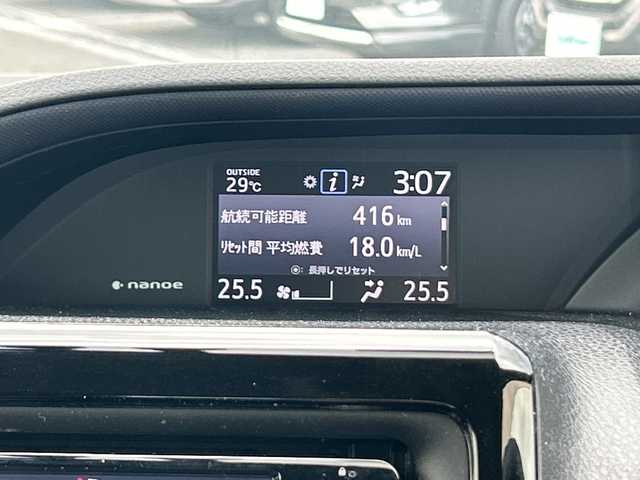 OUTSIDE
29℃
i
3:07
航続可能距離 416 km
ﾘｾｯﾄ間 平均燃費 18.0 km/L
◉: 長押しでリセット
nanoe
25.5 25.5